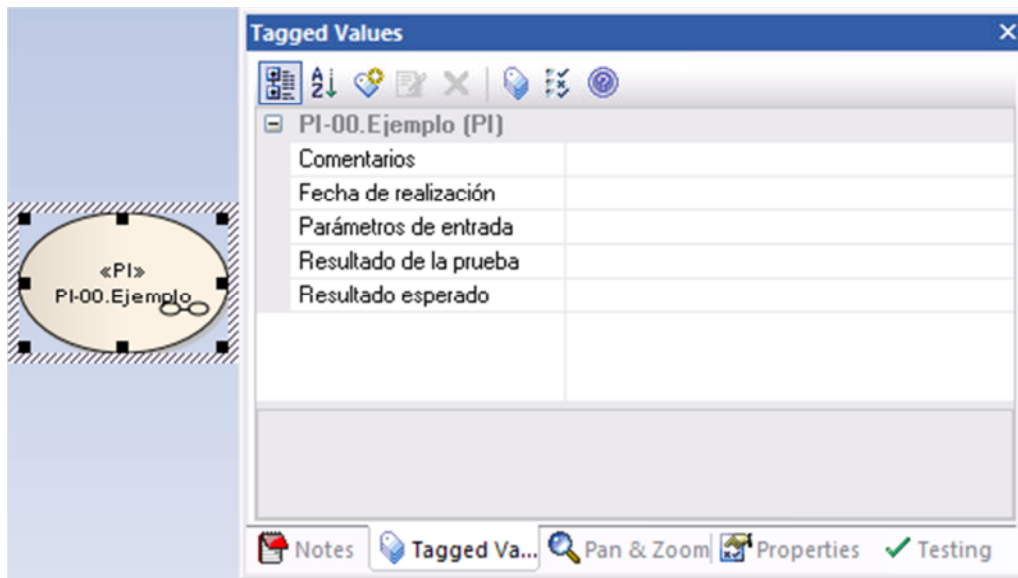 Tagged Values
PI-00.Ejemplo (PI)
Comentarios
Fecha de realización
Parámetros de entrada
Resultado de la prueba
Resultado esperado
«PI»
PI-00.Ejemplo
Notes
Tagged Va...
Pan & Zoom
Properties
Testing